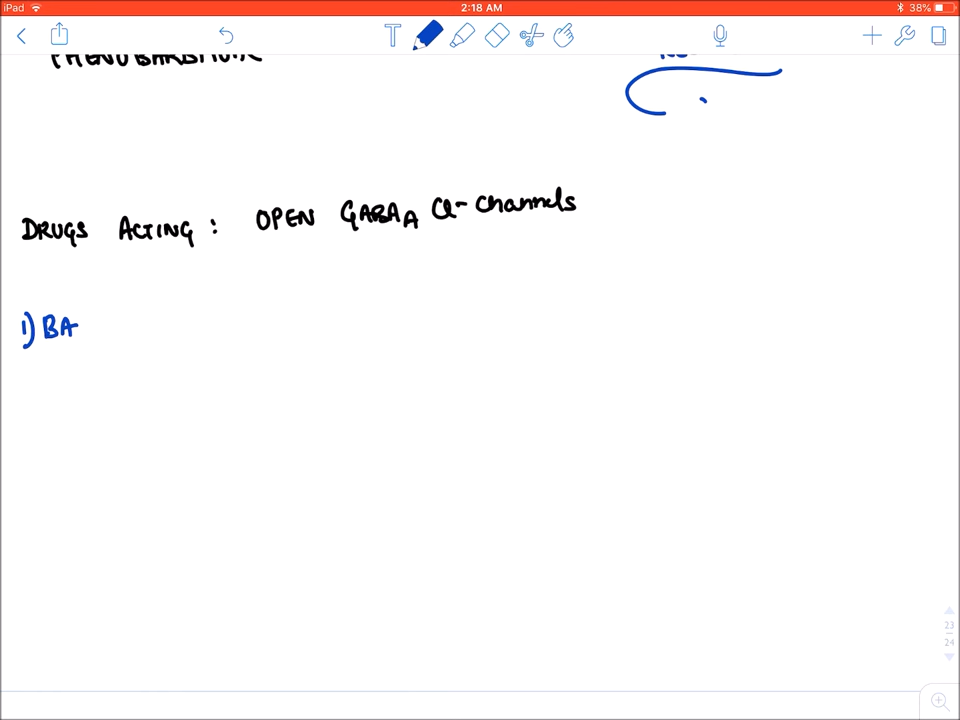 iPad 2:18 AM 38%
T
DRUGS ACTING : OPEN GABAA Cl- channels
1) BA
23
24